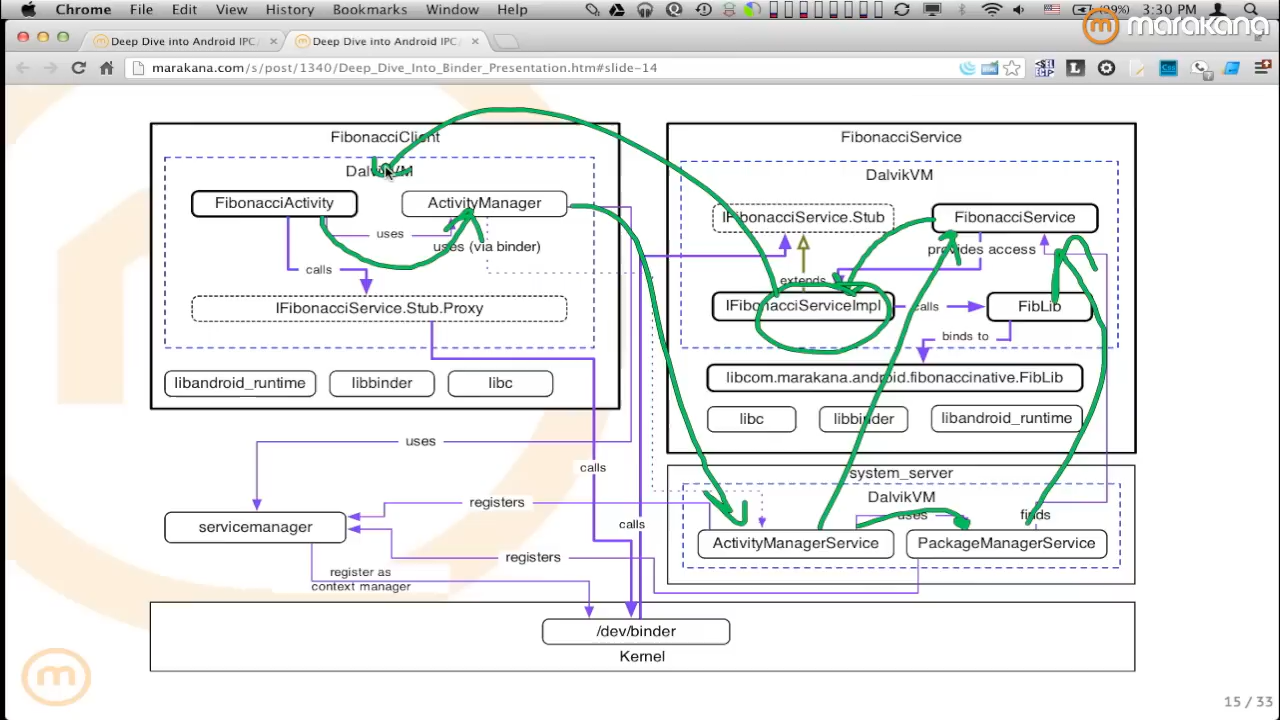 Chrome File Edit View History Bookmarks Window Help (99%) 3:30 PM
marakana
Deep Dive into Android IPC/ × Deep Dive into Android IPC/ ×
marakana.com/s/post/1340/Deep_Dive_Into_Binder_Presentation.htm#slide-14
FibonacciClient
DalvikVM
FibonacciActivity
ActivityManager
uses
uses (via binder)
calls
IFibonacciService.Stub.Proxy
libandroid_runtime
libbinder
libc
FibonacciService
DalvikVM
IFibonacciService.Stub
FibonacciService
provides access
extends
IFibonacciServiceImpl
calls
FibLib
binds to
libcom.marakana.android.fibonaccinative.FibLib
libc
libbinder
libandroid_runtime
uses
calls
system_server
DalvikVM
registers
calls
uses
finds
servicemanager
ActivityManagerService
PackageManagerService
registers
register as
context manager
/dev/binder
Kernel
15 / 33